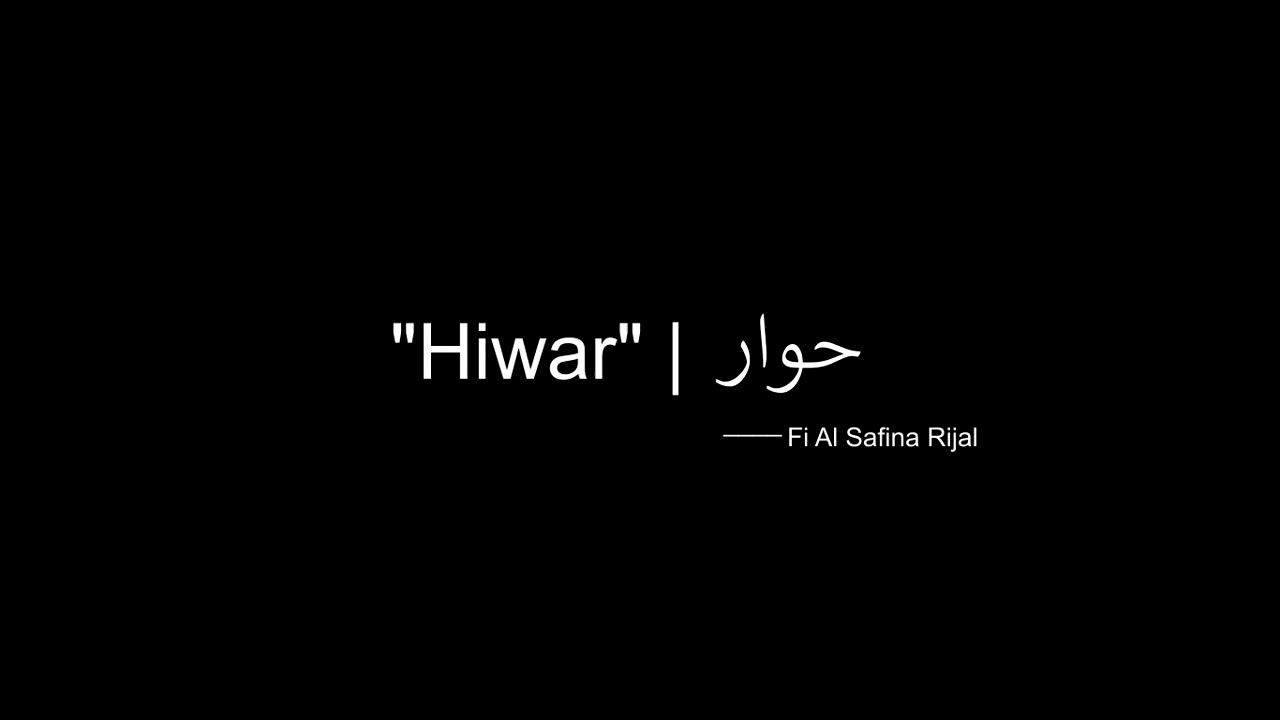 "Hiwar" | حوار
—— Fi Al Safina Rijal